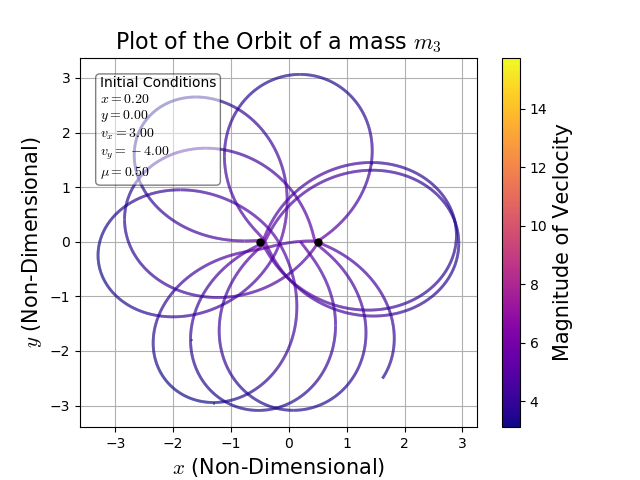 Plot of the Orbit of a mass m₃
Initial Conditions
x = 0.20
y = 0.00
vₓ = 3.00
v_y = −4.00
μ = 0.50
y (Non-Dimensional)
3
2
1
0
−1
−2
−3
−3 −2 −1 0 1 2 3
x (Non-Dimensional)
14
12
10
8
6
4
Magnitude of Veclocity